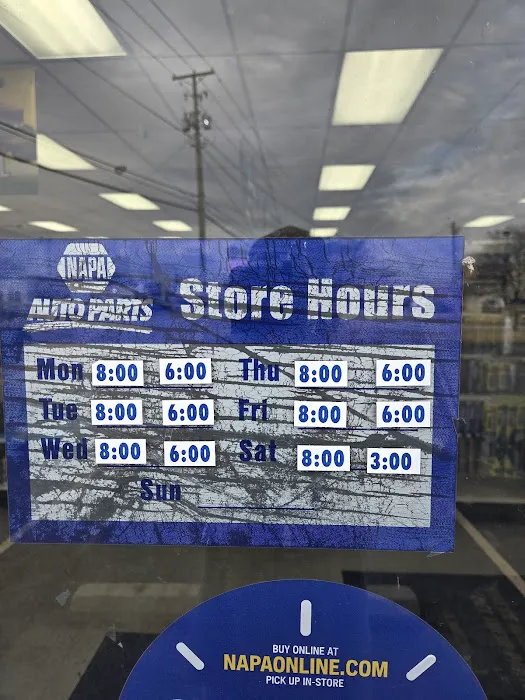 NAPA
AUTO PARTS
Store Hours
Mon 8:00 6:00 Thu 8:00 6:00
Tue 8:00 6:00 Fri 8:00 6:00
Wed 8:00 6:00 Sat 8:00 3:00
Sun
BUY ONLINE AT
NAPAONLINE.COM
PICK UP IN-STORE